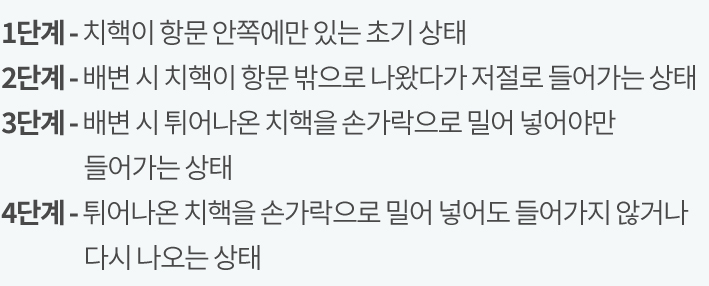 1단계 - 치핵이 항문 안쪽에만 있는 초기 상태
2단계 - 배변 시 치핵이 항문 밖으로 나왔다가 저절로 들어가는 상태
3단계 - 배변 시 튀어나온 치핵을 손가락으로 밀어 넣어야만
들어가는 상태
4단계 - 튀어나온 치핵을 손가락으로 밀어 넣어도 들어가지 않거나
다시 나오는 상태